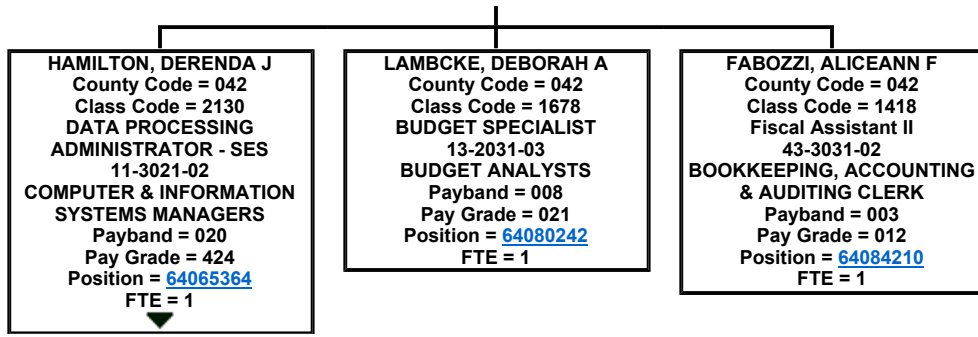 HAMILTON, DERENDA J
County Code = 042
Class Code = 2130
DATA PROCESSING
ADMINISTRATOR - SES
11-3021-02
COMPUTER & INFORMATION
SYSTEMS MANAGERS
Payband = 020
Pay Grade = 424
Position = 64065364
FTE = 1
LAMBCKE, DEBORAH A
County Code = 042
Class Code = 1678
BUDGET SPECIALIST
13-2031-03
BUDGET ANALYSTS
Payband = 008
Pay Grade = 021
Position = 64080242
FTE = 1
FABOZZI, ALICEANN F
County Code = 042
Class Code = 1418
Fiscal Assistant II
43-3031-02
BOOKKEEPING, ACCOUNTING
& AUDITING CLERK
Payband = 003
Pay Grade = 012
Position = 64084210
FTE = 1